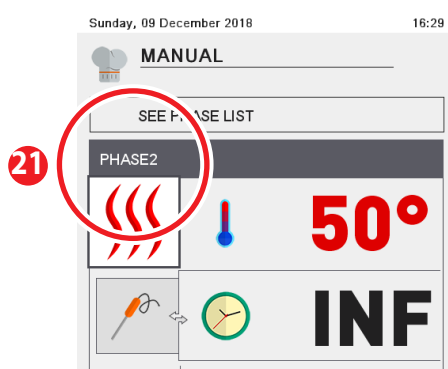 Sunday, 09 December 2018 16:29
MANUAL
SEE PHASE LIST
21
PHASE2
50°
INF